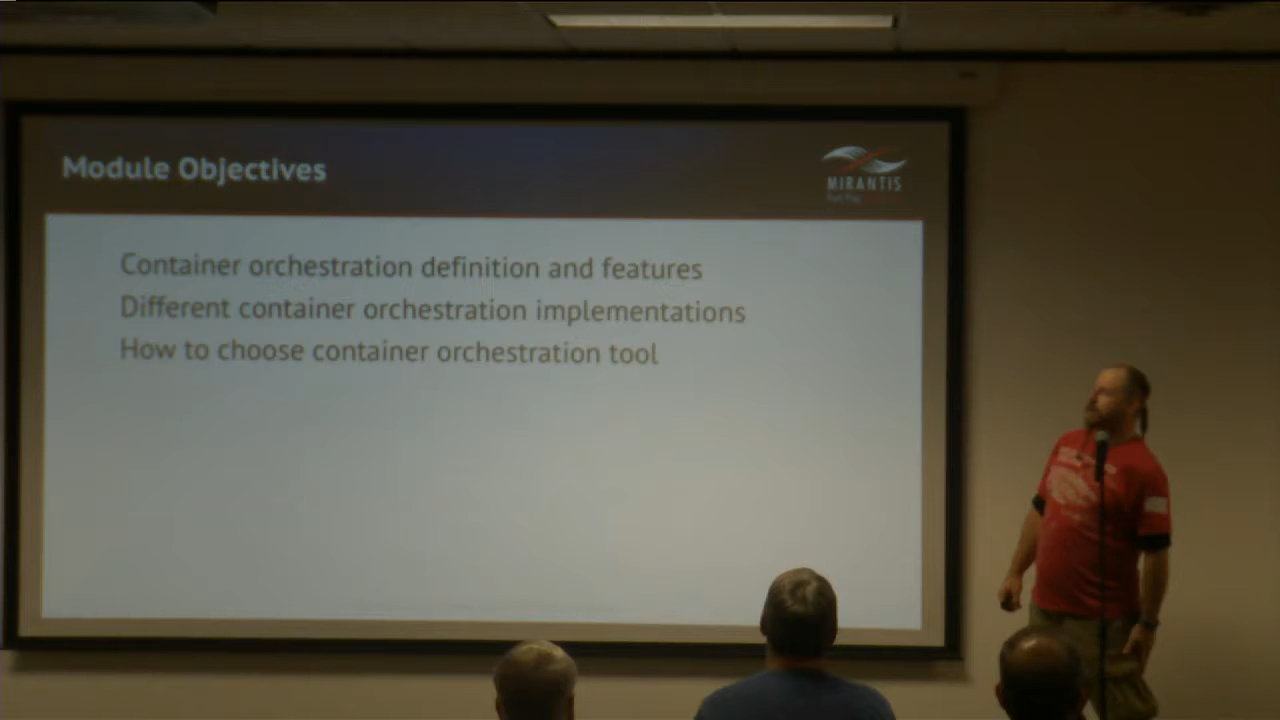 Module Objectives
MIRANTIS
Container orchestration definition and features
Different container orchestration implementations
How to choose container orchestration tool